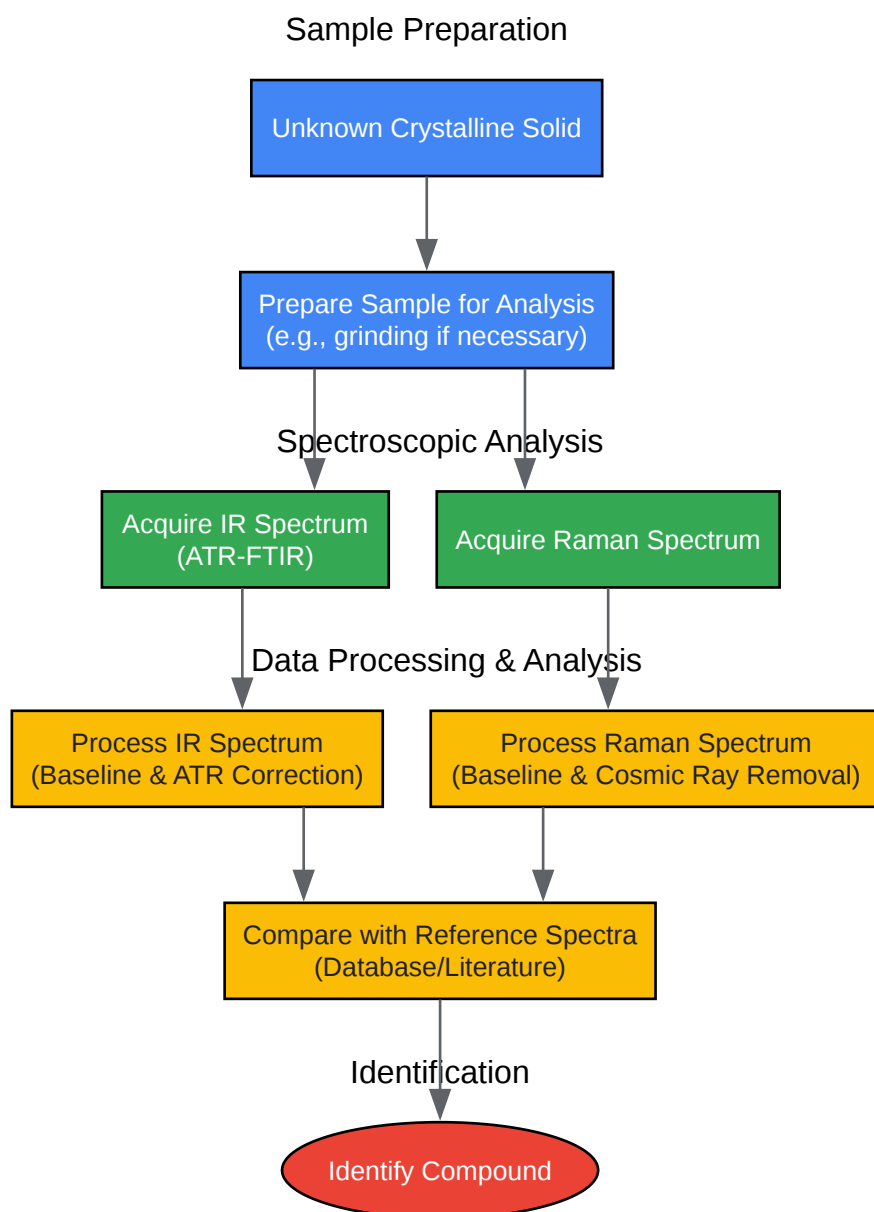 Sample Preparation
Unknown Crystalline Solid
Prepare Sample for Analysis
(e.g., grinding if necessary)
Spectroscopic Analysis
Acquire IR Spectrum
(ATR-FTIR)
Acquire Raman Spectrum
Data Processing & Analysis
Process IR Spectrum
(Baseline & ATR Correction)
Process Raman Spectrum
(Baseline & Cosmic Ray Removal)
Compare with Reference Spectra
(Database/Literature)
Identification
Identify Compound